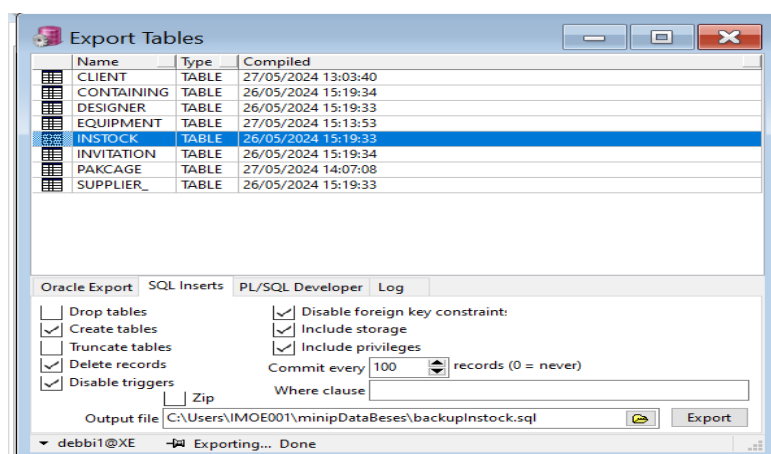 Export Tables
Name Type Compiled
CLIENT TABLE 27/05/2024 13:03:40
CONTAINING TABLE 26/05/2024 15:19:34
DESIGNER TABLE 26/05/2024 15:19:33
EQUIPMENT TABLE 27/05/2024 15:13:53
INSTOCK TABLE 26/05/2024 15:19:33
INVITATION TABLE 26/05/2024 15:19:34
PAKCAGE TABLE 27/05/2024 14:07:08
SUPPLIER_ TABLE 26/05/2024 15:19:33
Oracle Export SQL Inserts PL/SQL Developer Log
Drop tables Disable foreign key constraint:
Create tables Include storage
Truncate tables Include privileges
Delete records Commit every 100 records (0 = never)
Disable triggers
Zip Where clause
Output file C:\Users\IMOE001\minipDataBeses\backupInstock.sql Export
debbi1@XE Exporting... Done